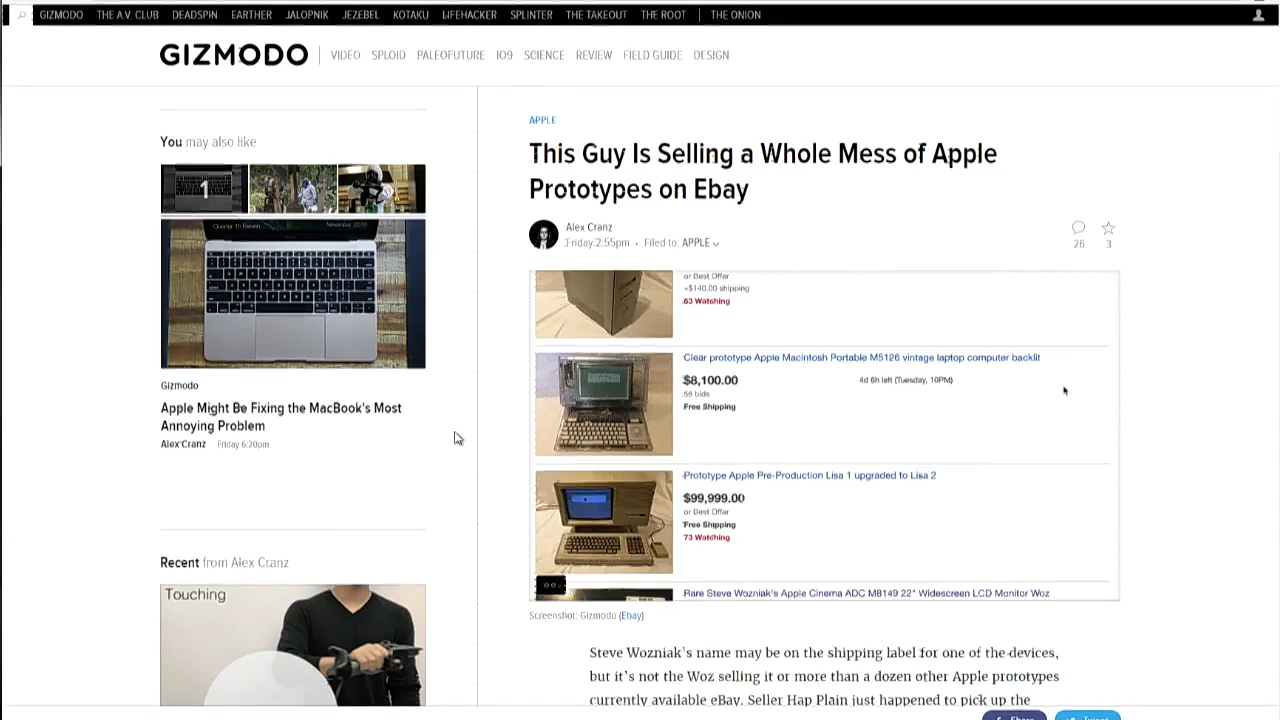 GIZMODO THE A.V. CLUB DEADSPIN EARTHER JALOPNIK JEZEBEL KOTAKU LIFEHACKER SPLINTER THE TAKEOUT THE ROOT THE ONION
GIZMODO VIDEO SPLOID PALEOFUTURE IO9 SCIENCE REVIEW FIELD GUIDE DESIGN
You may also like
1
Gizmodo
Apple Might Be Fixing the MacBook's Most
Annoying Problem
Alex Cranz Friday 6:20pm
Recent from Alex Cranz
Touching
APPLE
This Guy Is Selling a Whole Mess of Apple
Prototypes on Ebay
Alex Cranz
Friday 2:55pm • Filed to: APPLE
26 3
or Best Offer
+$140.00 shipping
63 Watching
Clear prototype Apple Macintosh Portable M5126 vintage laptop computer backlit
$8,100.00 4d 6h left (Tuesday, 10PM)
56 bids
Free Shipping
Prototype Apple Pre-Production Lisa 1 upgraded to Lisa 2
$99,999.00
or Best Offer
Free Shipping
73 Watching
Rare Steve Wozniak's Apple Cinema ADC M8149 22" Widescreen LCD Monitor Woz
Screenshot: Gizmodo (Ebay)
Steve Wozniak's name may be on the shipping label for one of the devices,
but it's not the Woz selling it or more than a dozen other Apple prototypes
currently available eBay. Seller Hap Plain just happened to pick up the
Share Tweet